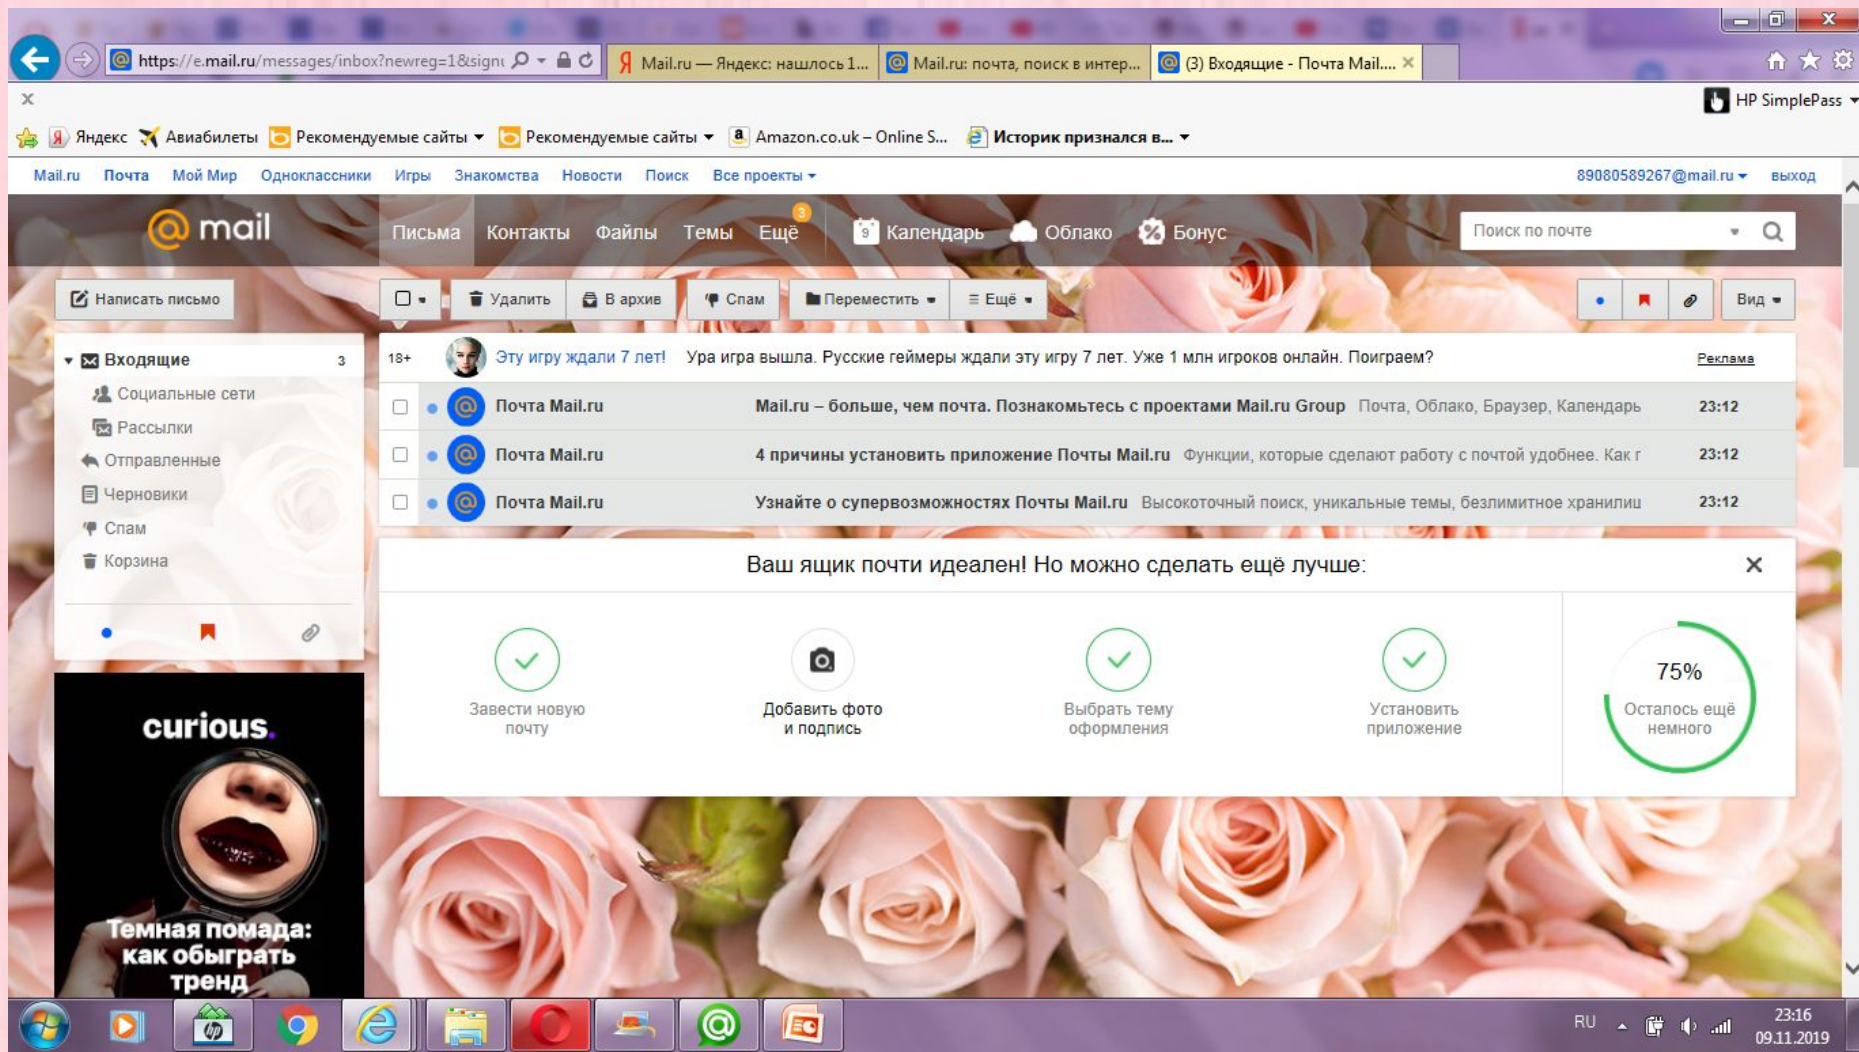 https://e.mail.ru/messages/inbox?newreg=1&signu
Mail.ru — Яндекс: нашлось 1...
Mail.ru: почта, поиск в интер...
(3) Входящие - Почта Mail....
HP SimplePass
Яндекс Авиабилеты Рекомендуемые сайты Рекомендуемые сайты Amazon.co.uk – Online S... Историк признался в...
Mail.ru Почта Мой Мир Одноклассники Игры Знакомства Новости Поиск Все проекты 89080589267@mail.ru выход
@mail Письма Контакты Файлы Темы Ещё 3 9 Календарь Облако Бонус Поиск по почте
Написать письмо Удалить В архив Спам Переместить Ещё Вид
Входящие 3
Социальные сети
Рассылки
Отправленные
Черновики
Спам
Корзина
18+ Эту игру ждали 7 лет! Ура игра вышла. Русские геймеры ждали эту игру 7 лет. Уже 1 млн игроков онлайн. Поиграем? Реклама
Почта Mail.ru Mail.ru – больше, чем почта. Познакомьтесь с проектами Mail.ru Group Почта, Облако, Браузер, Календарь 23:12
Почта Mail.ru 4 причины установить приложение Почты Mail.ru Функции, которые сделают работу с почтой удобнее. Как г 23:12
Почта Mail.ru Узнайте о супервозможностях Почты Mail.ru Высокоточный поиск, уникальные темы, безлимитное хранилищ 23:12
Ваш ящик почти идеален! Но можно сделать ещё лучше:
Завести новую
почту
Добавить фото
и подпись
Выбрать тему
оформления
Установить
приложение
75%
Осталось ещё
немного
curious.
Темная помада:
как обыграть
тренд
RU
23:16
09.11.2019